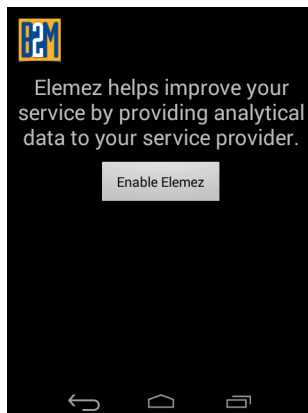 B2M
Elemez helps improve your
service by providing analytical
data to your service provider.
Enable Elemez